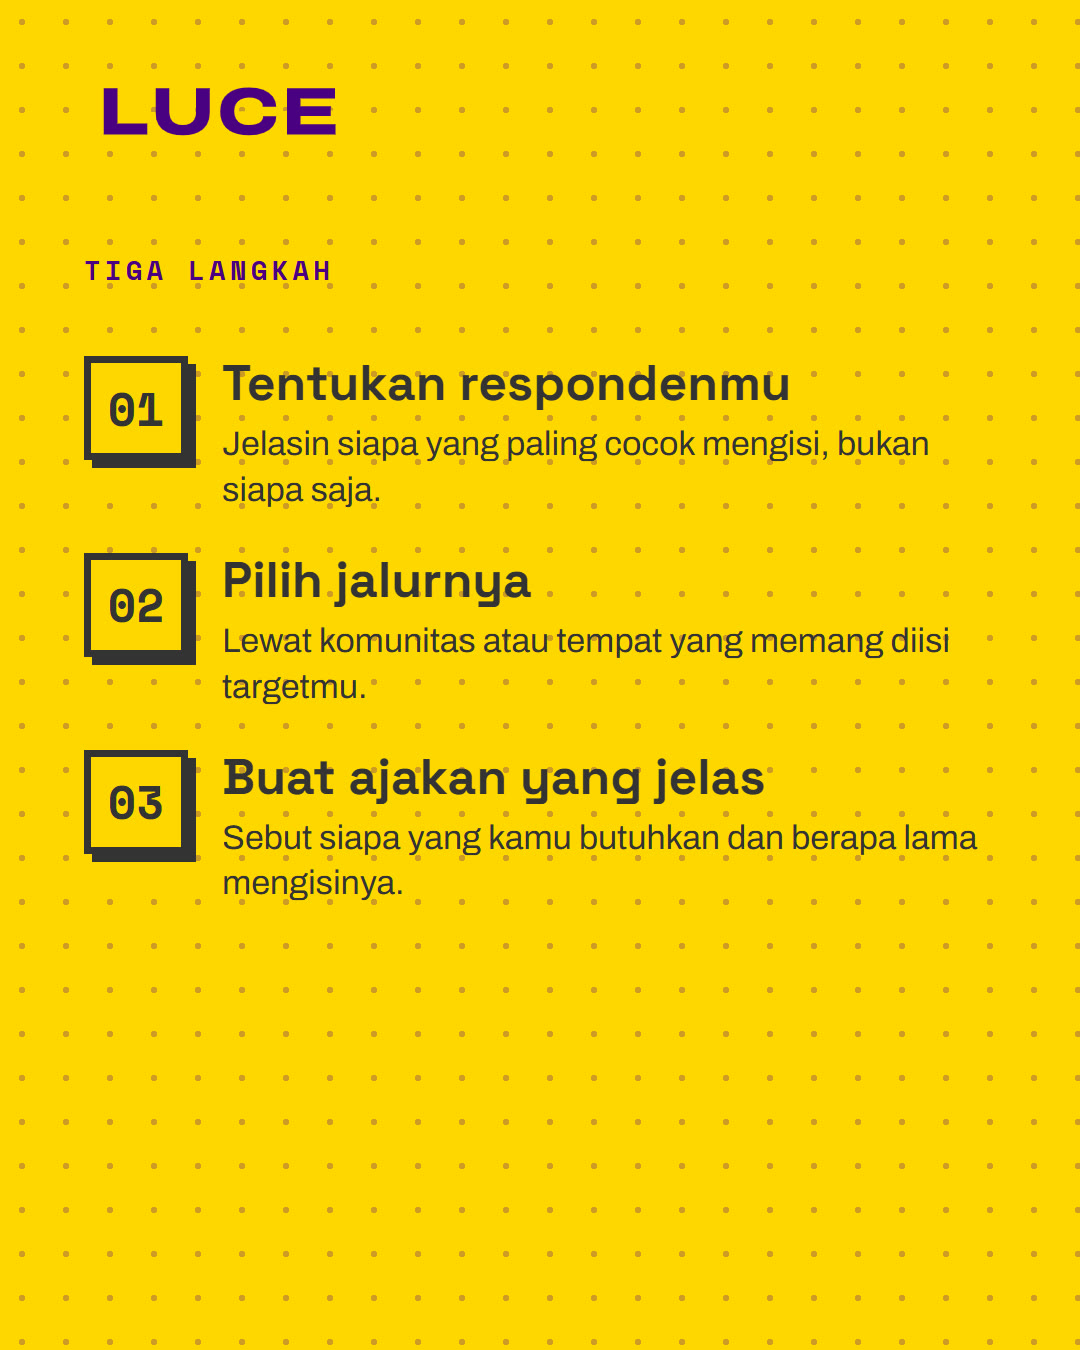 LUCE
TIGA LANGKAH
01
Tentukan respondenmu
Jelasin siapa yang paling cocok mengisi, bukan
siapa saja.
02
Pilih jalurnya
Lewat komunitas atau tempat yang memang diisi
targetmu.
03
Buat ajakan yang jelas
Sebut siapa yang kamu butuhkan dan berapa lama
mengisinya.